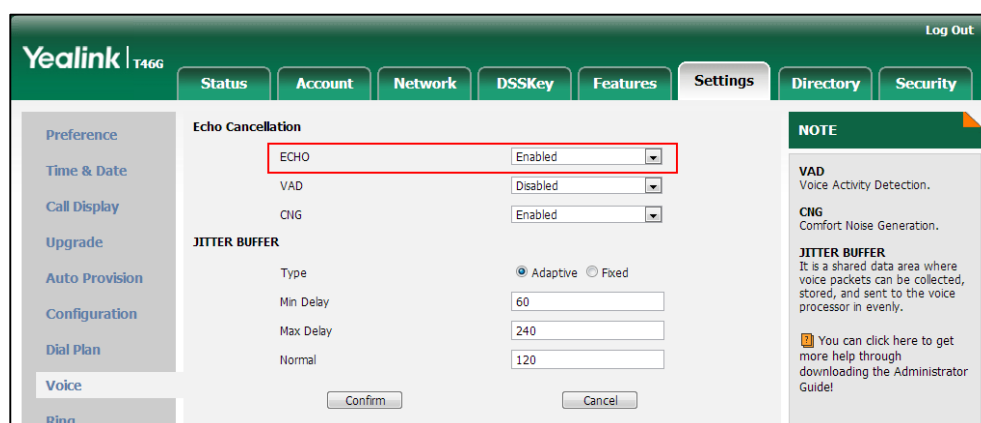 Log Out
Yealink T46G
Status Account Network DSSKey Features Settings Directory Security
Preference
Time & Date
Call Display
Upgrade
Auto Provision
Configuration
Dial Plan
Voice
Ring
Echo Cancellation
ECHO Enabled
VAD Disabled
CNG Enabled
JITTER BUFFER
Type Adaptive Fixed
Min Delay 60
Max Delay 240
Normal 120
Confirm Cancel
NOTE
VAD
Voice Activity Detection.
CNG
Comfort Noise Generation.
JITTER BUFFER
It is a shared data area where
voice packets can be collected,
stored, and sent to the voice
processor in evenly.
? You can click here to get
more help through
downloading the Administrator
Guide!